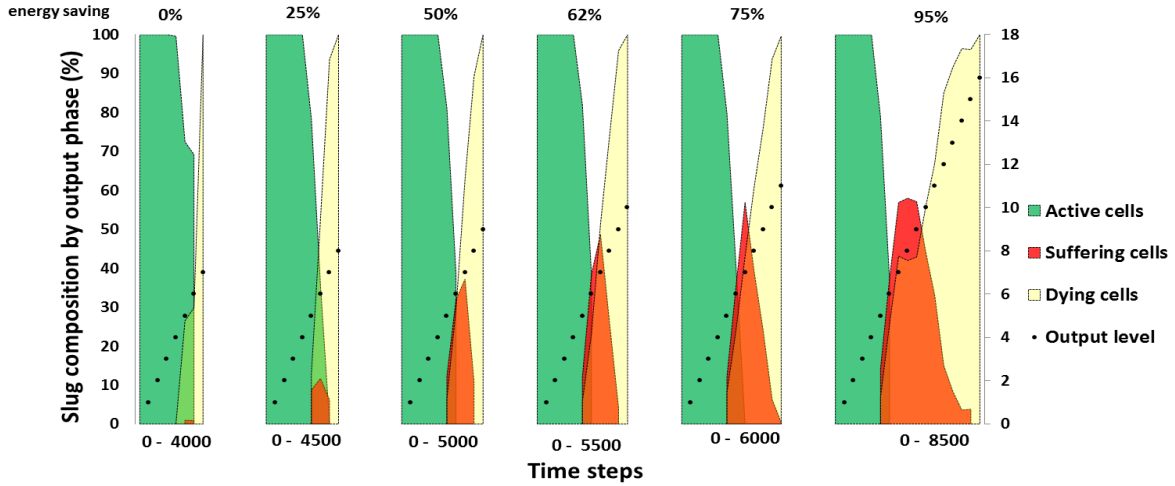 energy saving 0% 25% 50% 62% 75% 95%
Slug composition by output phase (%)
100 18
90 16
80 14
70 12
60 10
50 8
40 6
30 4
20 2
10 0
0
Active cells
Suffering cells
Dying cells
Output level
0 - 4000 0 - 4500 0 - 5000 0 - 5500 0 - 6000 0 - 8500
Time steps